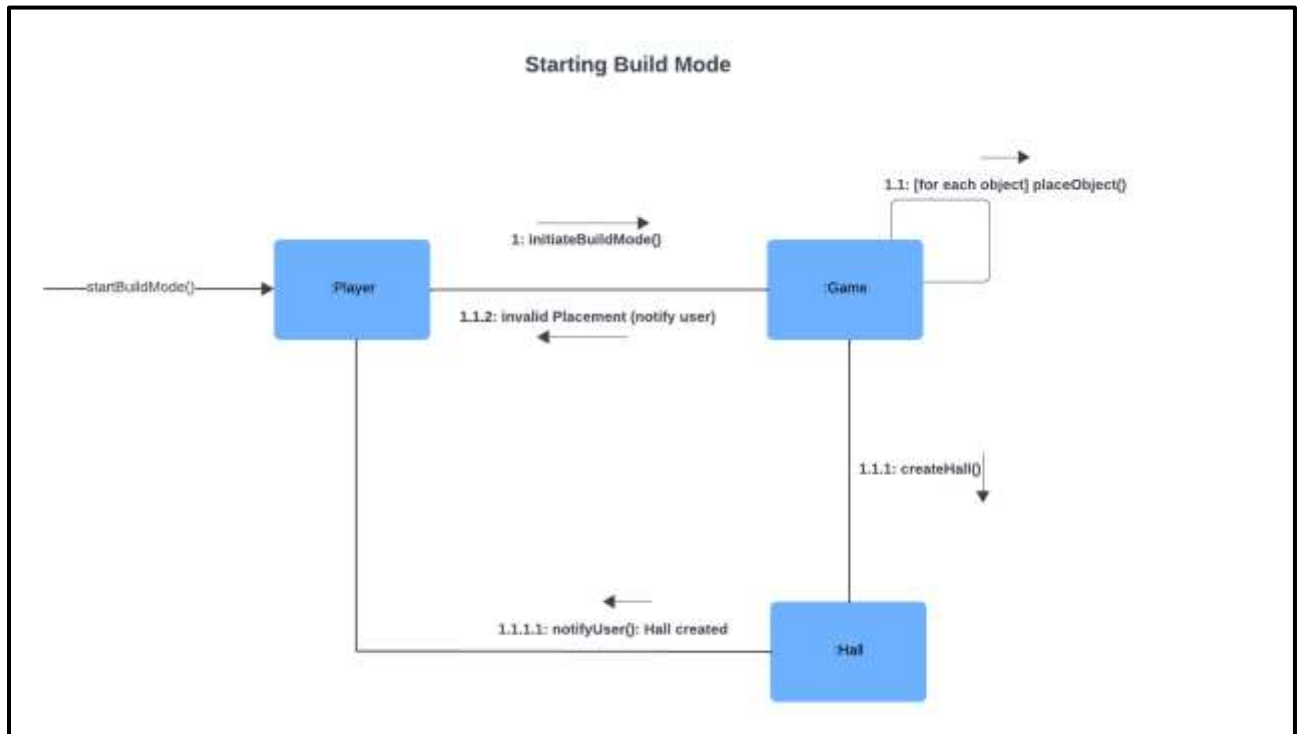 Starting Build Mode
1.1: [for each object] placeObject()
1: initiateBuildMode()
startBuildMode()
:Player
:Game
1.1.2: invalid Placement (notify user)
1.1.1: createHall()
1.1.1.1: notifyUser(): Hall created
:Hall